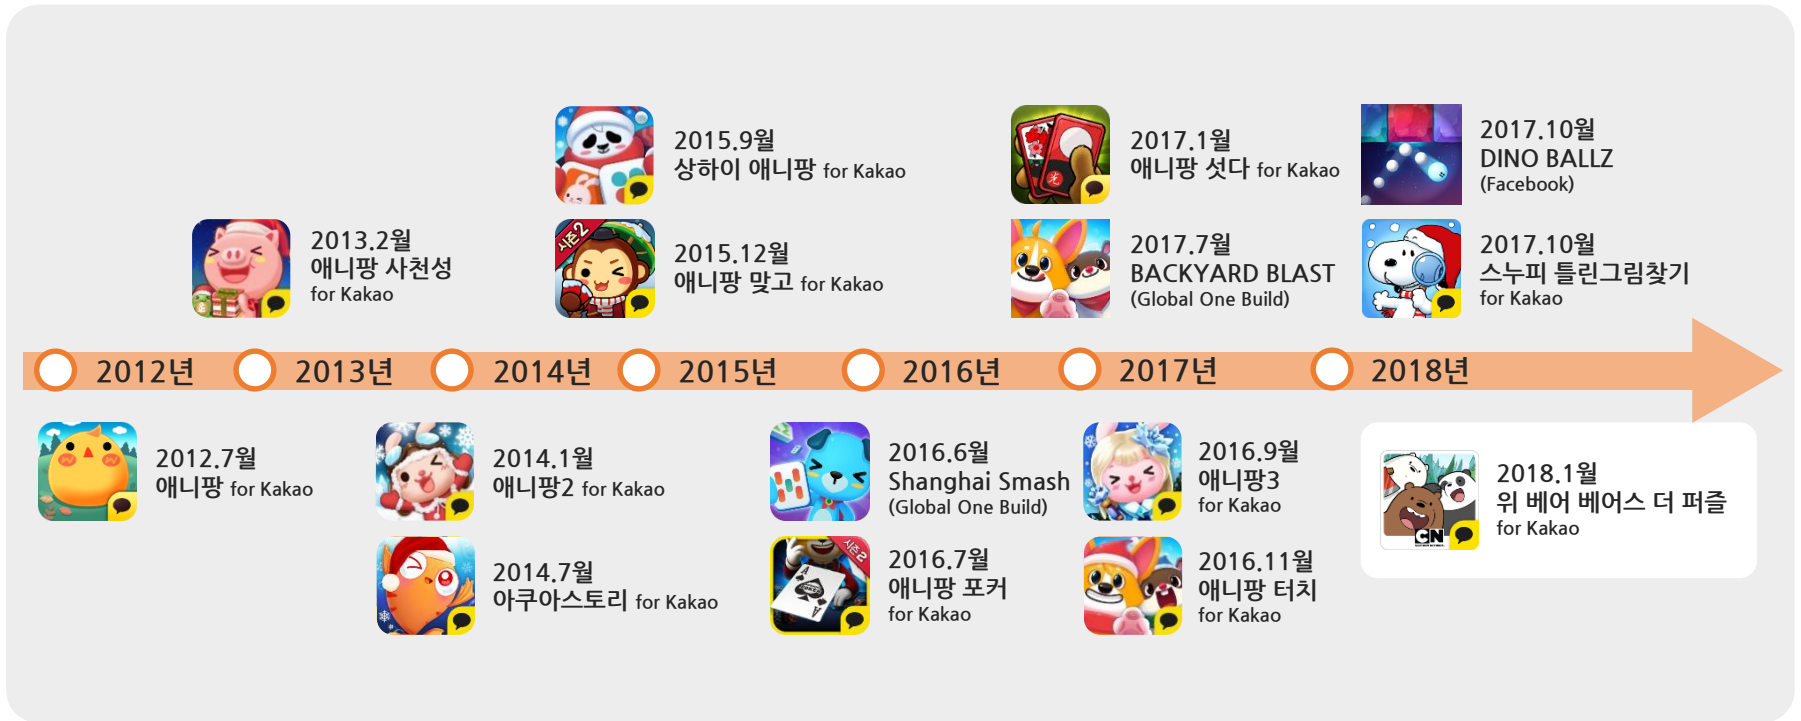 2015.9월
상하이 애니팡 for Kakao
2017.1월
애니팡 섯다 for Kakao
2017.10월
DINO BALLZ
(Facebook)
2013.2월
애니팡 사천성
for Kakao
시즌2
2015.12월
애니팡 맞고 for Kakao
2017.7월
BACKYARD BLAST
(Global One Build)
2017.10월
스누피 틀린그림찾기
for Kakao
2012년
2013년
2014년
2015년
2016년
2017년
2018년
2012.7월
애니팡 for Kakao
2014.1월
애니팡2 for Kakao
2016.6월
Shanghai Smash
(Global One Build)
2016.9월
애니팡3
for Kakao
CN
2018.1월
위 베어 베어스 더 퍼즐
for Kakao
2014.7월
아쿠아스토리 for Kakao
시즌2
A
A
2016.7월
애니팡 포커
for Kakao
2016.11월
애니팡 터치
for Kakao